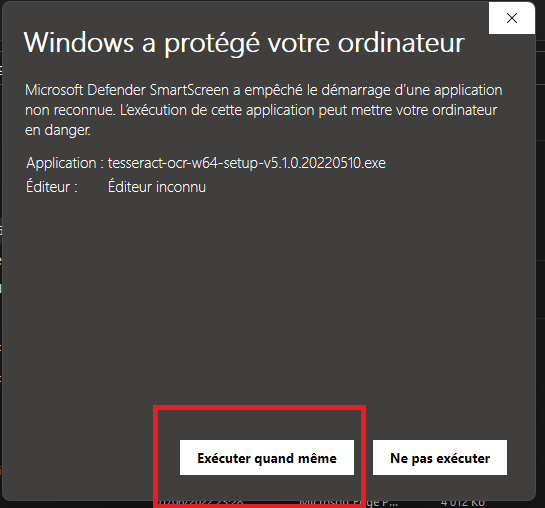 Windows a protégé votre ordinateur
Microsoft Defender SmartScreen a empêché le démarrage d'une application
non reconnue. L'exécution de cette application peut mettre votre ordinateur
en danger.
Application : tesseract-ocr-w64-setup-v5.1.0.20220510.exe
Éditeur : Éditeur inconnu
Exécuter quand même
Ne pas exécuter
Microsoft Edge P... 4 012 Ko